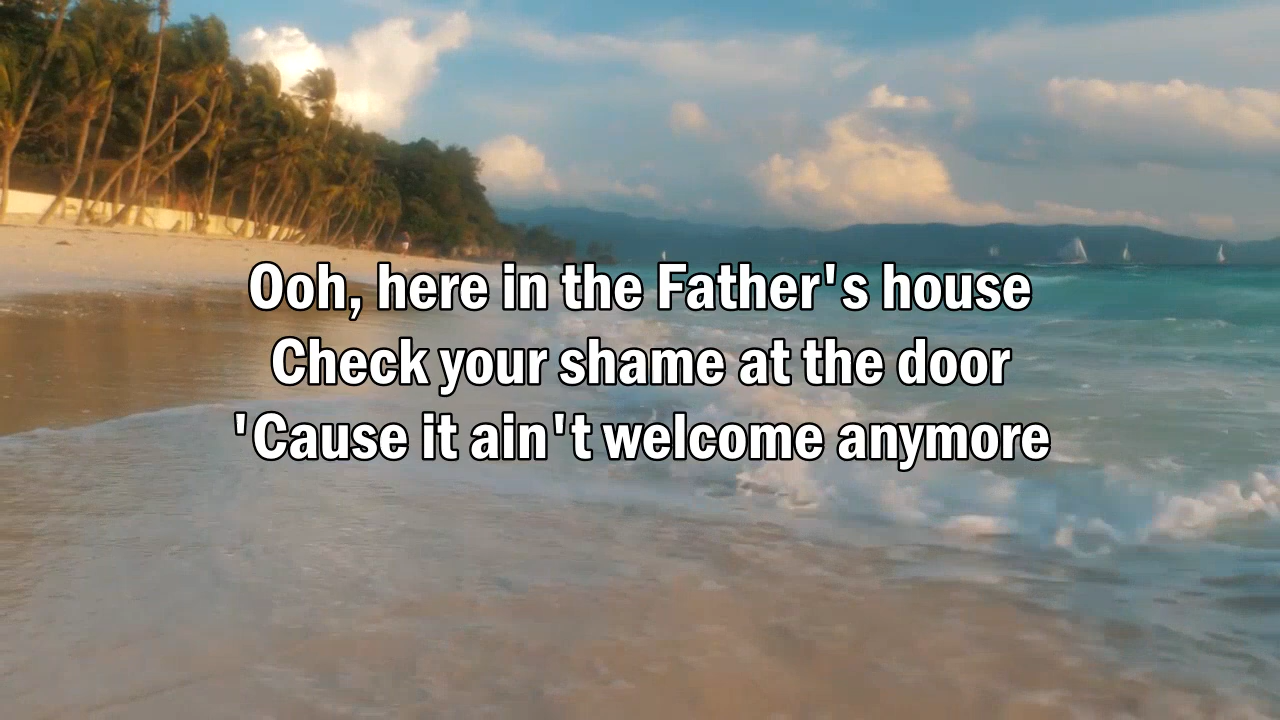 Ooh, here in the Father's house
Check your shame at the door
'Cause it ain't welcome anymore